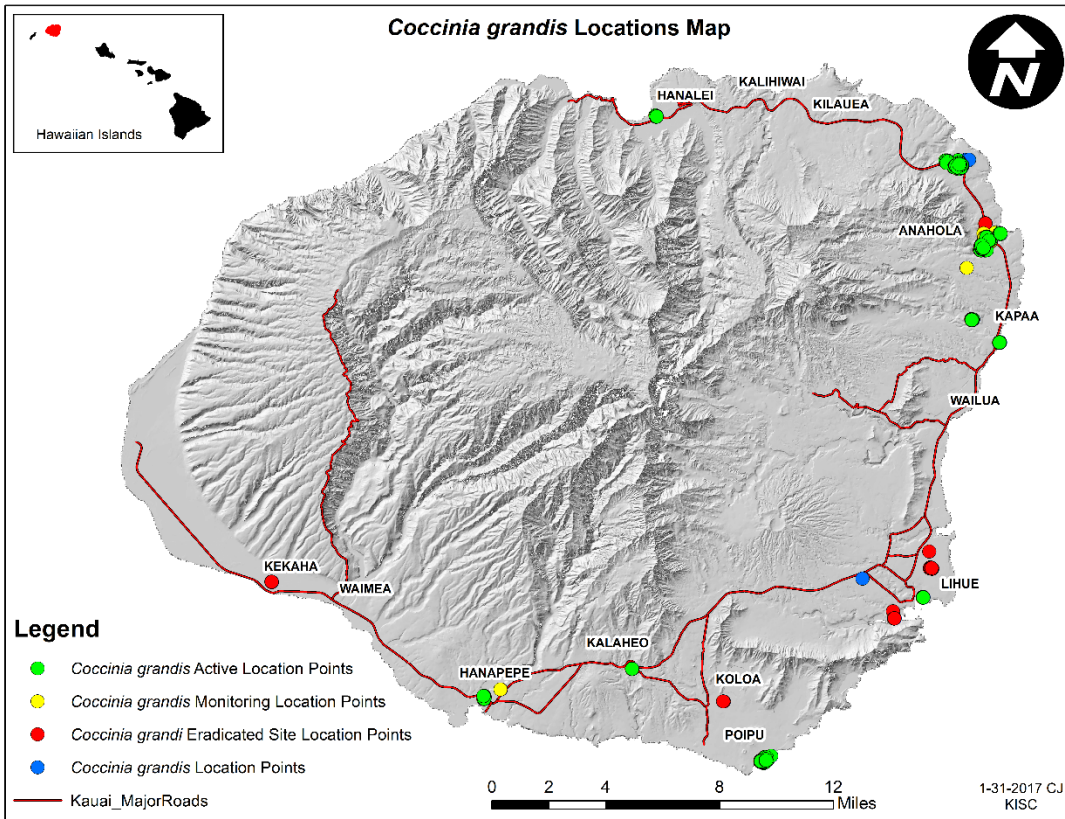 Coccinia grandis Locations Map
Hawaiian Islands
N
KALIHIWAI
HANALEI
KILAUEA
ANAHOLA
KAPAA
WAILUA
KEKAHA
WAIMEA
LIHUE
KALAHEO
HANAPEPE
KOLOA
POIPU
Legend
Coccinia grandis Active Location Points
Coccinia grandis Monitoring Location Points
Coccinia grandi Eradicated Site Location Points
Coccinia grandis Location Points
Kauai_MajorRoads
0 4 8 12
Miles
1-31-2017 CJ
KISC